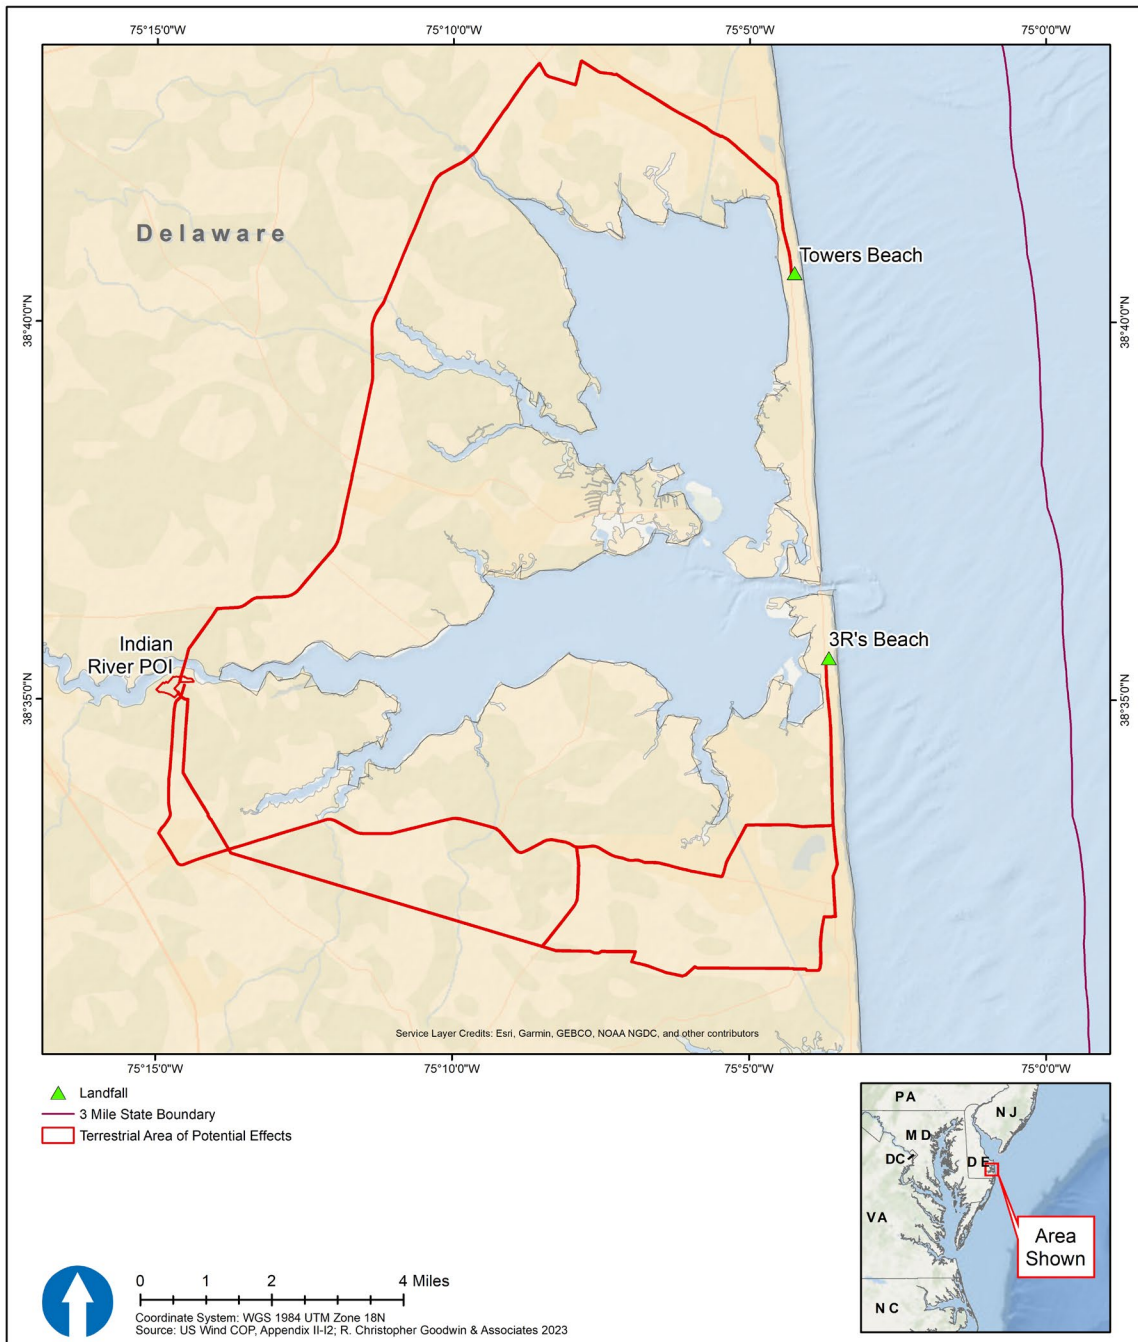 75°15'0"W
75°10'0"W
75°5'0"W
75°0'0"W
Delaware
Towers Beach
38°40'0"N
38°40'0"N
3R's Beach
Indian
River POI
38°35'0"N
38°35'0"N
Service Layer Credits: Esri, Garmin, GEBCO, NOAA NGDC, and other contributors
75°15'0"W
75°10'0"W
75°5'0"W
75°0'0"W
Landfall
3 Mile State Boundary
Terrestrial Area of Potential Effects
PA
NJ
MD
DC
DE
VA
Area
Shown
NC
0 1 2 4 Miles
Coordinate System: WGS 1984 UTM Zone 18N
Source: US Wind COP, Appendix II-I2; R. Christopher Goodwin & Associates 2023